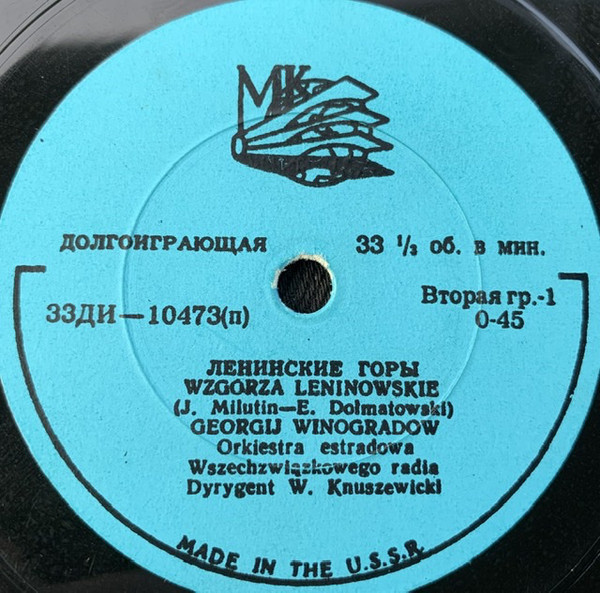 МК
ДОЛГОИГРАЮЩАЯ 33 1/3 об. в мин.
33ДИ—10473(п)
Вторая гр.-1
0-45
ЛЕНИНСКИЕ ГОРЫ
WZGÓRZA LENINOWSKIE
(J. Milutin—E. Dołmatowski)
GEORGIJ WINOGRADOW
Orkiestra estradowa
Wszechzwiązkowego radia
Dyrygent W. Knuszewicki
MADE IN THE U.S.S.R.